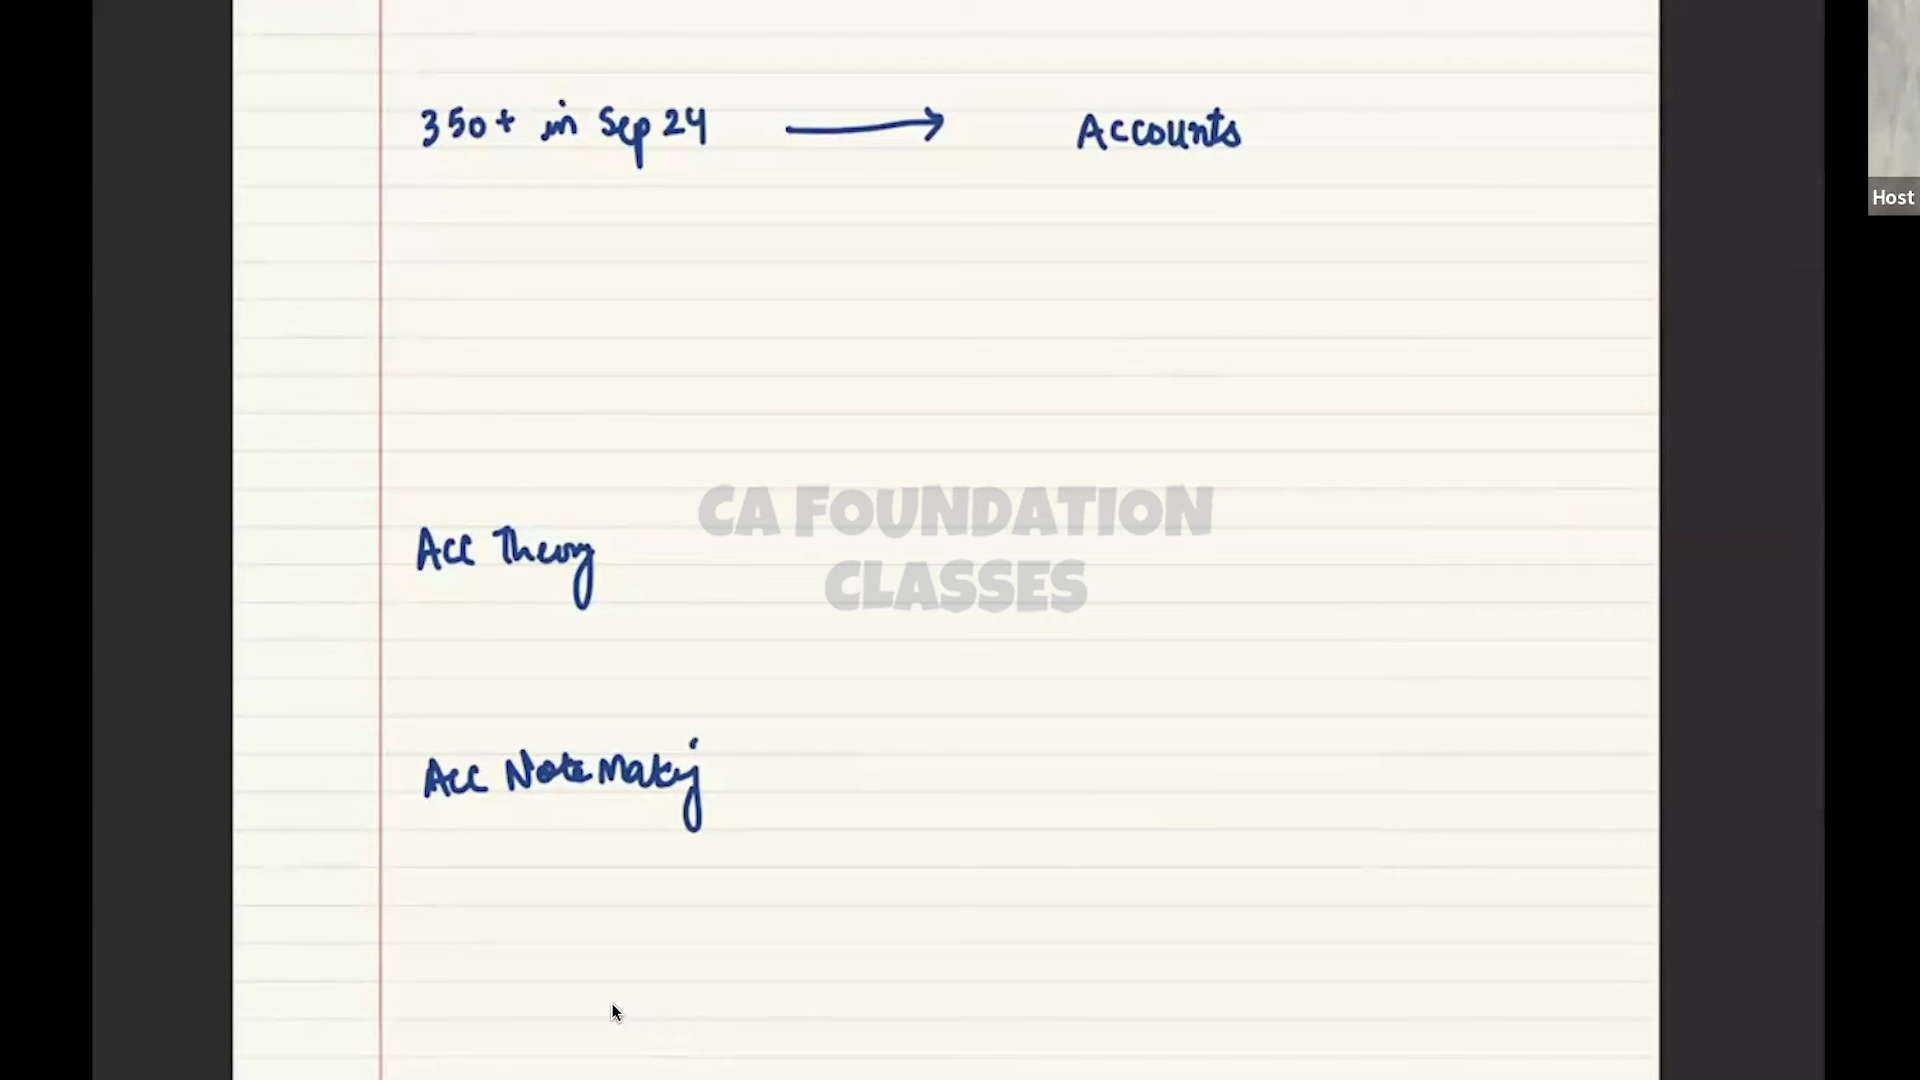 350+ in Sep 24 → Accounts
Host
CA FOUNDATION
CLASSES
Acc Theory
Acc Note Making